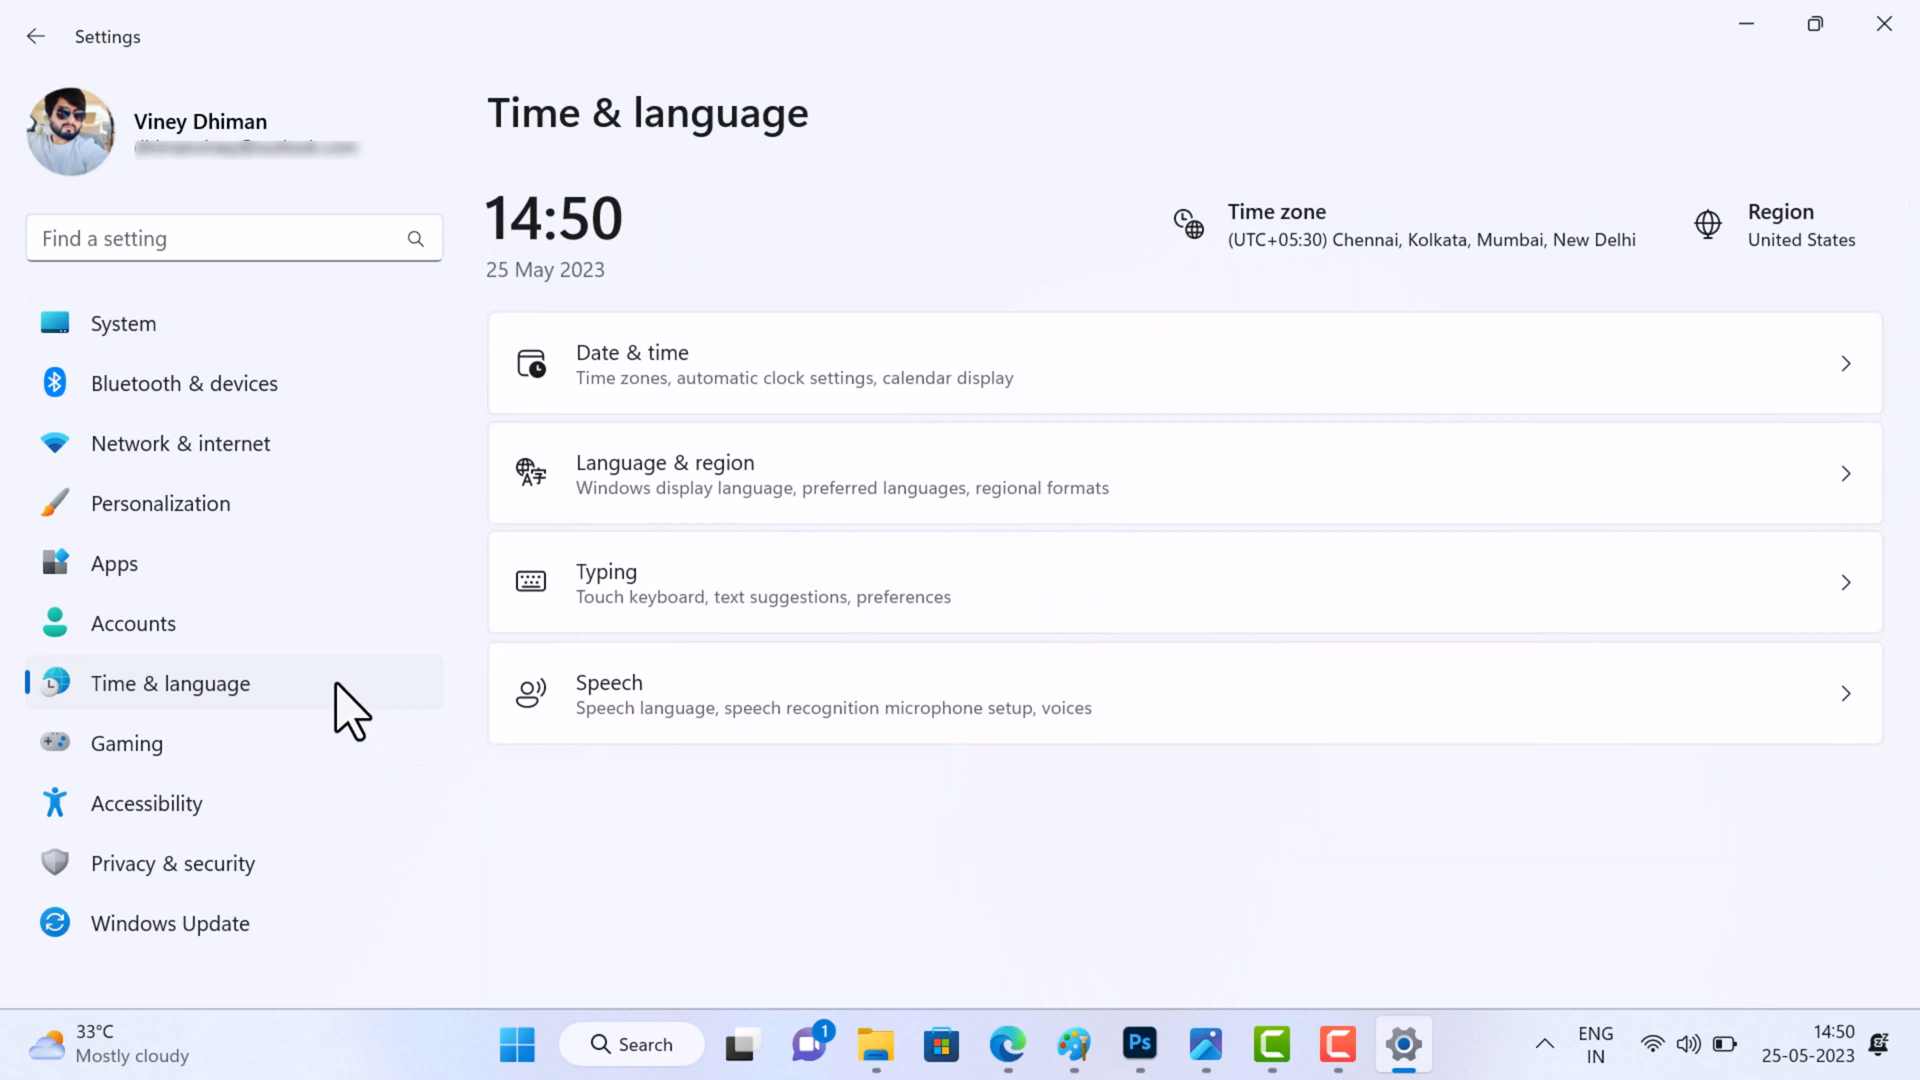 Settings
Viney Dhiman
Find a setting
System
Bluetooth & devices
Network & internet
Personalization
Apps
Accounts
Time & language
Gaming
Accessibility
Privacy & security
Windows Update
Time & language
14:50
25 May 2023
Time zone
(UTC+05:30) Chennai, Kolkata, Mumbai, New Delhi
Region
United States
Date & time
Time zones, automatic clock settings, calendar display
Language & region
Windows display language, preferred languages, regional formats
Typing
Touch keyboard, text suggestions, preferences
Speech
Speech language, speech recognition microphone setup, voices
33°C
Mostly cloudy
Search
1
Ps
ENG
IN
14:50
25-05-2023